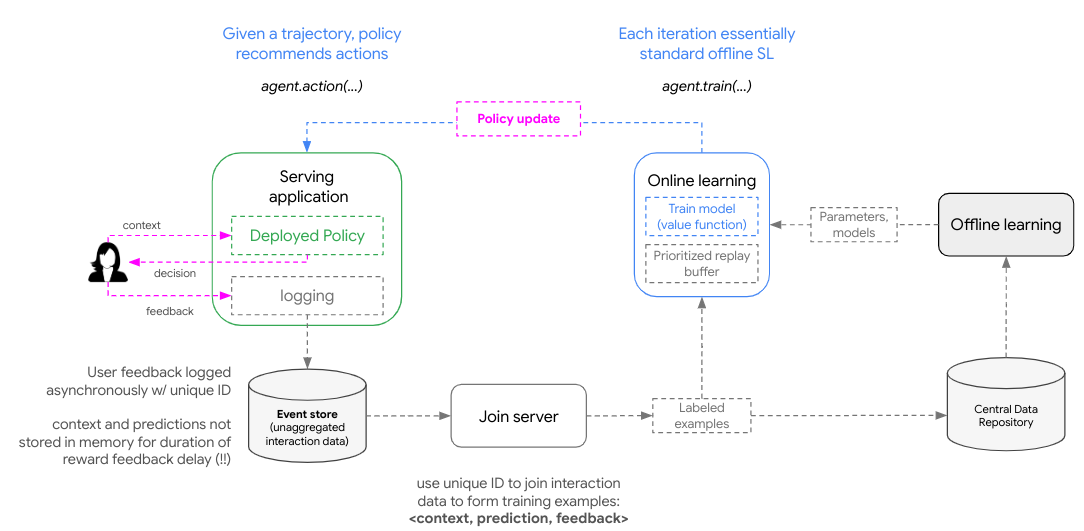 Given a trajectory, policy
recommends actions
agent.action(...)
Each iteration essentially
standard offline SL
agent.train(...)
Policy update
Serving
application
Deployed Policy
logging
context
decision
feedback
Online learning
Train model
(value function)
Prioritized replay
buffer
Parameters,
models
Offline learning
User feedback logged
asynchronously w/ unique ID
context and predictions not
stored in memory for duration of
reward feedback delay (!!)
Event store
(unaggregated
interaction data)
Join server
Labeled
examples
Central Data
Repository
use unique ID to join interaction
data to form training examples:
<context, prediction, feedback>